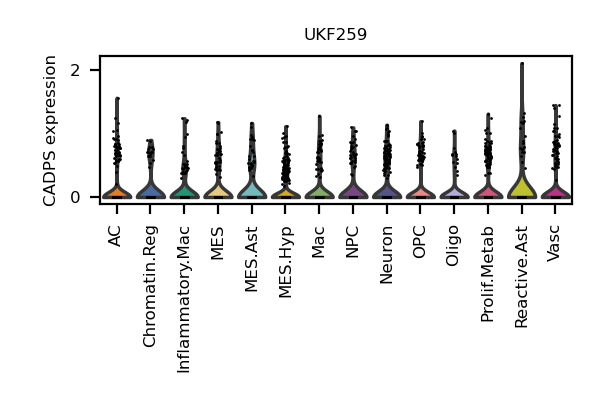 UKF259
CADPS expression
2
0
AC
Chromatin.Reg
Inflammatory.Mac
MES
MES.Ast
MES.Hyp
Mac
NPC
Neuron
OPC
Oligo
Prolif.Metab
Reactive.Ast
Vasc